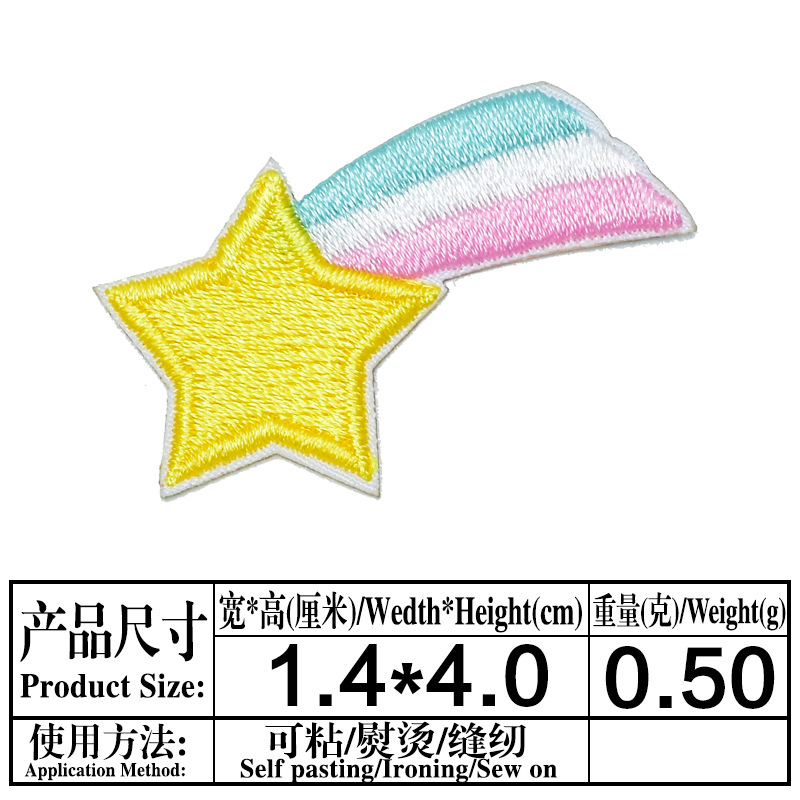 产品尺寸
Product Size:
宽*高(厘米)/Wedth*Height(cm)
1.4*4.0
重量(克)/Weight(g)
0.50
使用方法:
Application Method:
可粘/熨烫/缝纫
Self pasting/Ironing/Sew on